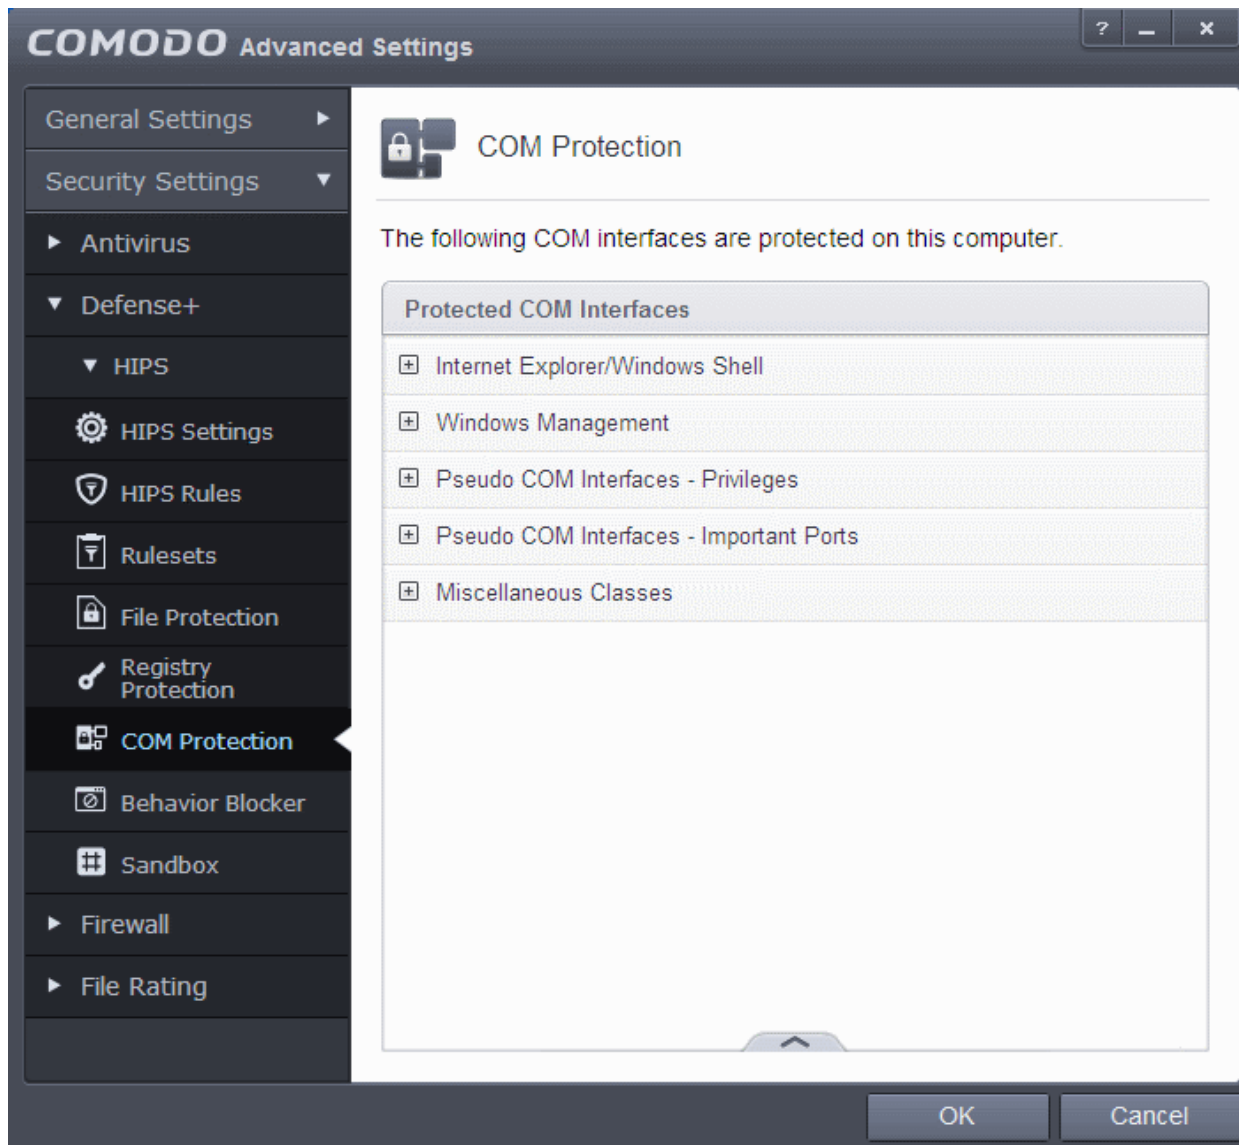 COMODO Advanced Settings
?
General Settings
Security Settings
Antivirus
Defense+
HIPS
HIPS Settings
HIPS Rules
Rulesets
File Protection
Registry
Protection
COM Protection
Behavior Blocker
Sandbox
Firewall
File Rating
COM Protection
The following COM interfaces are protected on this computer.
Protected COM Interfaces
Internet Explorer/Windows Shell
Windows Management
Pseudo COM Interfaces - Privileges
Pseudo COM Interfaces - Important Ports
Miscellaneous Classes
OK
Cancel